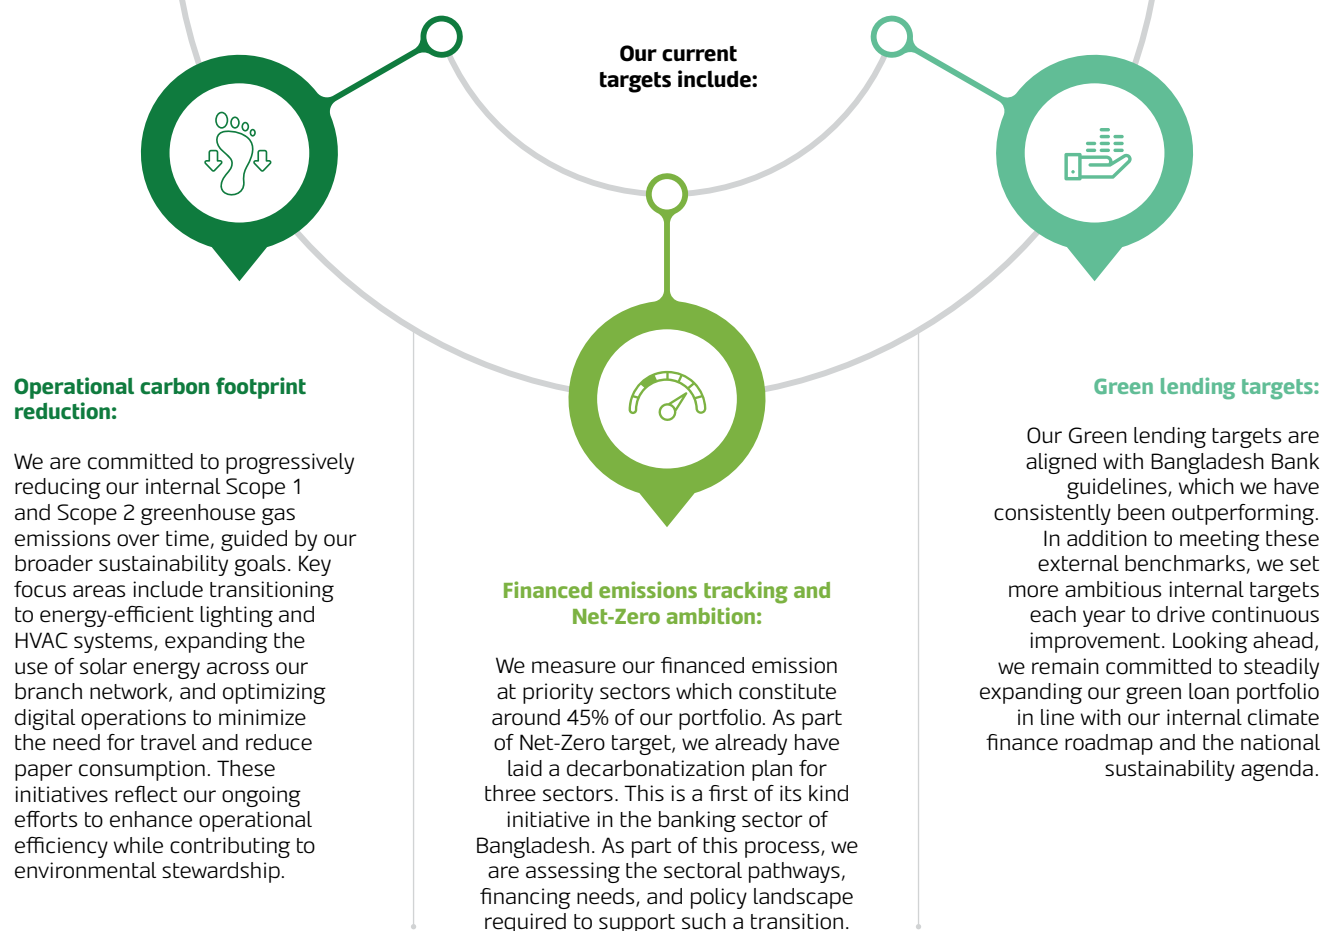 Our current
targets include:
Operational carbon footprint
reduction:
We are committed to progressively
reducing our internal Scope 1
and Scope 2 greenhouse gas
emissions over time, guided by our
broader sustainability goals. Key
focus areas include transitioning
to energy-efficient lighting and
HVAC systems, expanding the
use of solar energy across our
branch network, and optimizing
digital operations to minimize
the need for travel and reduce
paper consumption. These
initiatives reflect our ongoing
efforts to enhance operational
efficiency while contributing to
environmental stewardship.
Financed emissions tracking and
Net-Zero ambition:
We measure our financed emission
at priority sectors which constitute
around 45% of our portfolio. As part
of Net-Zero target, we already have
laid a decarbonatization plan for
three sectors. This is a first of its kind
initiative in the banking sector of
Bangladesh. As part of this process, we
are assessing the sectoral pathways,
financing needs, and policy landscape
required to support such a transition.
Green lending targets:
Our Green lending targets are
aligned with Bangladesh Bank
guidelines, which we have
consistently been outperforming.
In addition to meeting these
external benchmarks, we set
more ambitious internal targets
each year to drive continuous
improvement. Looking ahead,
we remain committed to steadily
expanding our green loan portfolio
in line with our internal climate
finance roadmap and the national
sustainability agenda.